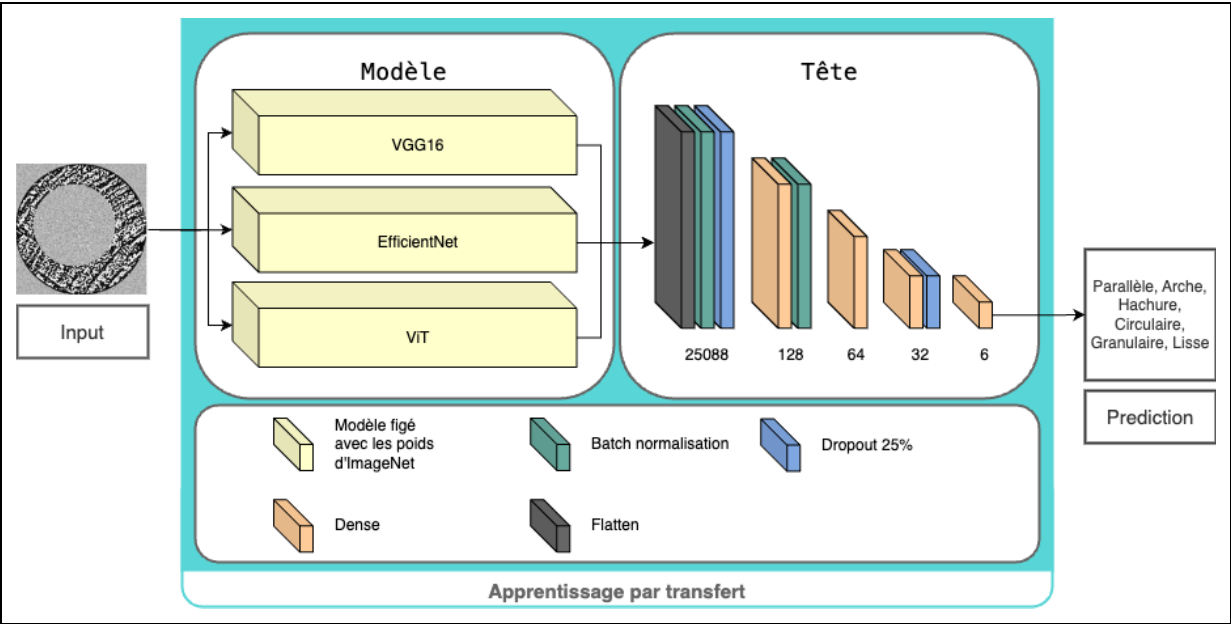 Modèle
Tête
VGG16
EfficientNet
ViT
Input
25088
128
64
32
6
Parallèle, Arche,
Hachure,
Circulaire,
Granulaire, Lisse
Prediction
Modèle figé
avec les poids
d'ImageNet
Batch normalisation
Dropout 25%
Dense
Flatten
Apprentissage par transfert